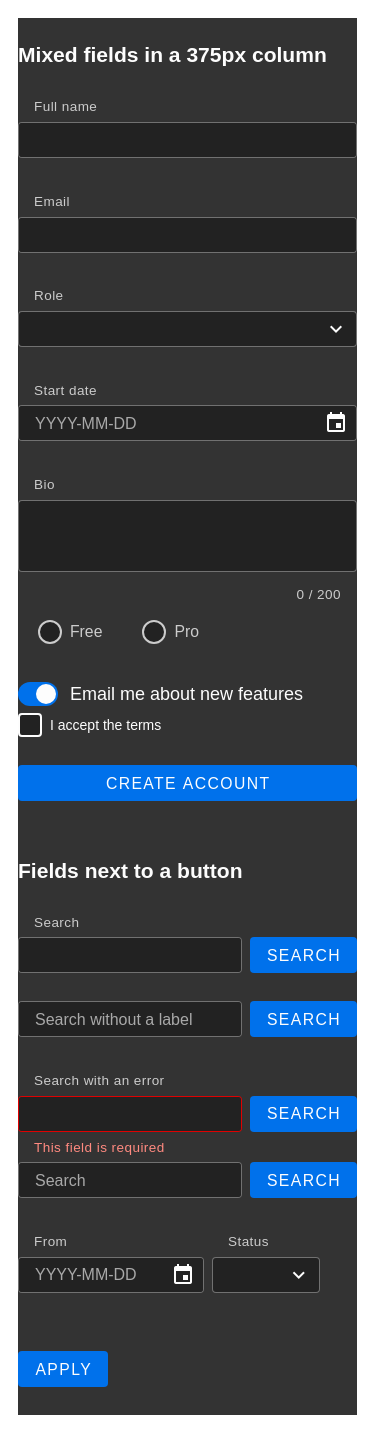 Mixed fields in a 375px column
Full name
Email
Role
Start date
YYYY-MM-DD
Bio
0 / 200
Free Pro
Email me about new features
I accept the terms
CREATE ACCOUNT
Fields next to a button
Search
SEARCH
Search without a label SEARCH
Search with an error
SEARCH
This field is required
Search SEARCH
From Status
YYYY-MM-DD
APPLY